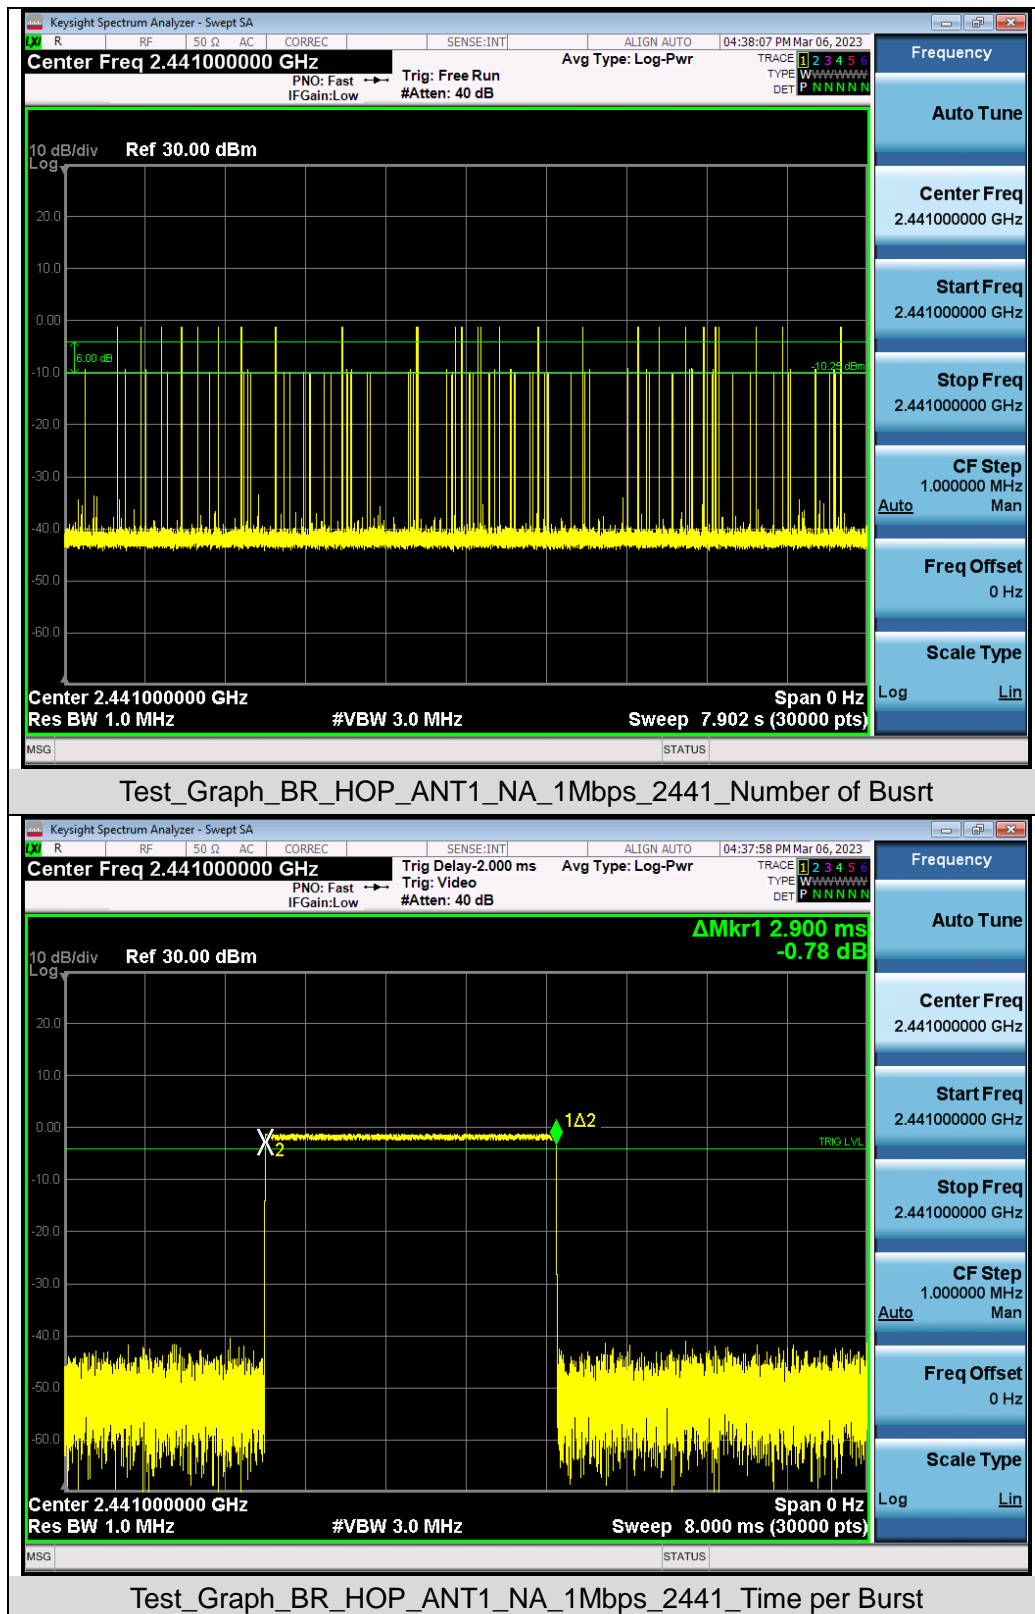 Keysight Spectrum Analyzer - Swept SA
LXI R RF 50 Ω AC CORREC SENSE:INT ALIGN AUTO 04:38:07 PM Mar 06, 2023
Center Freq 2.441000000 GHz
PNO: Fast
IFGain:Low
Trig: Free Run
#Atten: 40 dB
Avg Type: Log-Pwr
TRACE 1 2 3 4 5 6
TYPE WWWWWW
DET P N N N N N
10 dB/div Ref 30.00 dBm
Log
20.0
10.0
0.00
6.00 dB
-10.25 dBm
-10.0
-20.0
-30.0
-40.0
-50.0
-60.0
Center 2.441000000 GHz Span 0 Hz
Res BW 1.0 MHz #VBW 3.0 MHz Sweep 7.902 s (30000 pts)
MSG STATUS
Frequency
Auto Tune
Center Freq
2.441000000 GHz
Start Freq
2.441000000 GHz
Stop Freq
2.441000000 GHz
CF Step
1.000000 MHz
Auto Man
Freq Offset
0 Hz
Scale Type
Log Lin
Test_Graph_BR_HOP_ANT1_NA_1Mbps_2441_Number of Busrt
Keysight Spectrum Analyzer - Swept SA
LXI R RF 50 Ω AC CORREC SENSE:INT ALIGN AUTO 04:37:58 PM Mar 06, 2023
Center Freq 2.441000000 GHz
PNO: Fast
IFGain:Low
Trig Delay-2.000 ms
Trig: Video
#Atten: 40 dB
Avg Type: Log-Pwr
TRACE 1 2 3 4 5 6
TYPE WWWWWW
DET P N N N N N
ΔMkr1 2.900 ms
-0.78 dB
10 dB/div Ref 30.00 dBm
Log
20.0
10.0
0.00
1Δ2
2
TRIG LVL
-10.0
-20.0
-30.0
-40.0
-50.0
-60.0
Center 2.441000000 GHz Span 0 Hz
Res BW 1.0 MHz #VBW 3.0 MHz Sweep 8.000 ms (30000 pts)
MSG STATUS
Frequency
Auto Tune
Center Freq
2.441000000 GHz
Start Freq
2.441000000 GHz
Stop Freq
2.441000000 GHz
CF Step
1.000000 MHz
Auto Man
Freq Offset
0 Hz
Scale Type
Log Lin
Test_Graph_BR_HOP_ANT1_NA_1Mbps_2441_Time per Burst